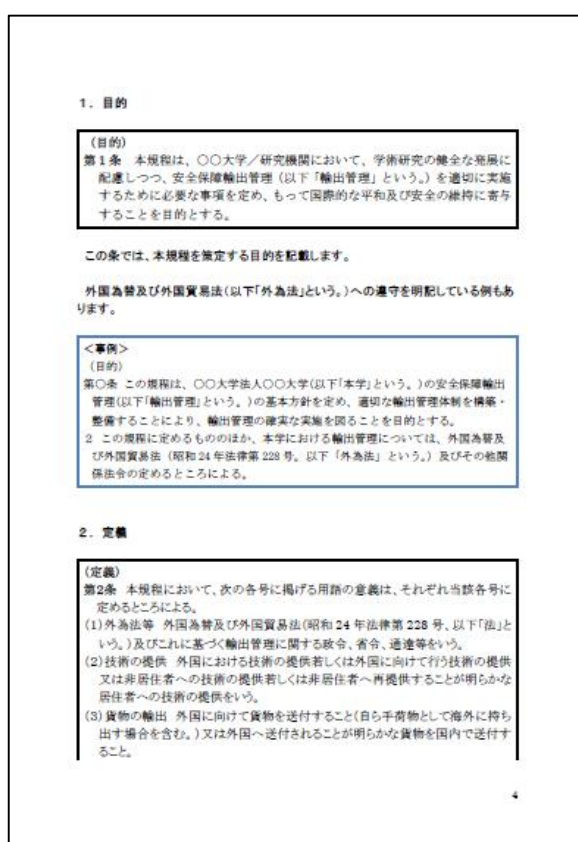 1．目的
(目的)
第1条　本規程は、〇〇大学／研究機関において、学術研究の健全な発展に
配慮しつつ、安全保障輸出管理（以下「輸出管理」という。）を適切に実施
するために必要な事項を定め、もって国際的な平和及び安全の維持に寄与
することを目的とする。
この条では、本規程を策定する目的を記載します。
外国為替及び外国貿易法(以下「外為法」という。)への遵守を明記している例もあ
ります。
＜事例＞
(目的)
第〇条　この規程は、〇〇大学法人〇〇大学(以下「本学」という。)の安全保障輸出
管理(以下「輸出管理」という。)の基本方針を定め、適切な輸出管理体制を構築・
整備することにより、輸出管理の確実な実施を図ることを目的とする。
2　この規程に定めるもののほか、本学における輸出管理については、外国為替及
び外国貿易法（昭和24年法律第228号。以下「外為法」という。）及びその他関
係法令の定めるところによる。
2．定義
(定義)
第2条　本規程において、次の各号に掲げる用語の意義は、それぞれ当該各号に
定めるところによる。
(1)外為法等　外国為替及び外国貿易法(昭和24年法律第228号、以下「法」と
いう。)及びこれに基づく輸出管理に関する政令、省令、通達等をいう。
(2)技術の提供　外国における技術の提供若しくは外国に向けて行う技術の提供
又は非居住者への技術の提供若しくは非居住者へ再提供することが明らかな
居住者への技術の提供をいう。
(3)貨物の輸出　外国に向けて貨物を送付すること(自ら手荷物として海外に持ち
出す場合を含む。)又は外国へ送付されることが明らかな貨物を国内で送付す
ること。
4